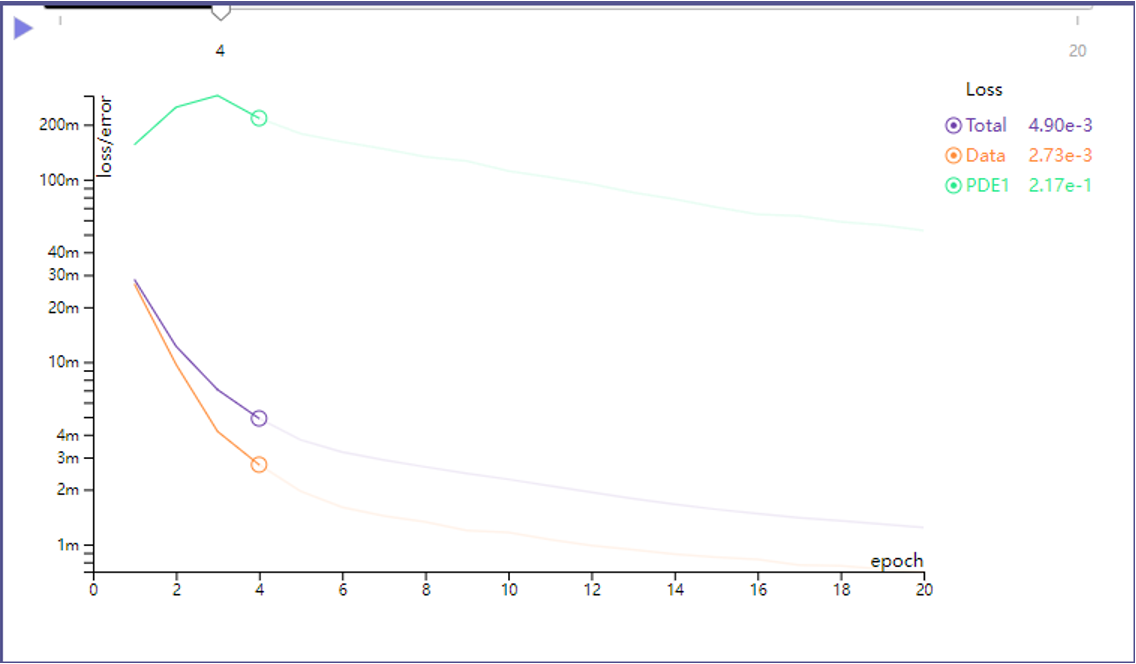 4
20
loss/error
200m
100m
40m
30m
20m
10m
4m
3m
2m
1m
0 2 4 6 8 10 12 14 16 18 20
epoch
Loss
Total 4.90e-3
Data 2.73e-3
PDE1 2.17e-1